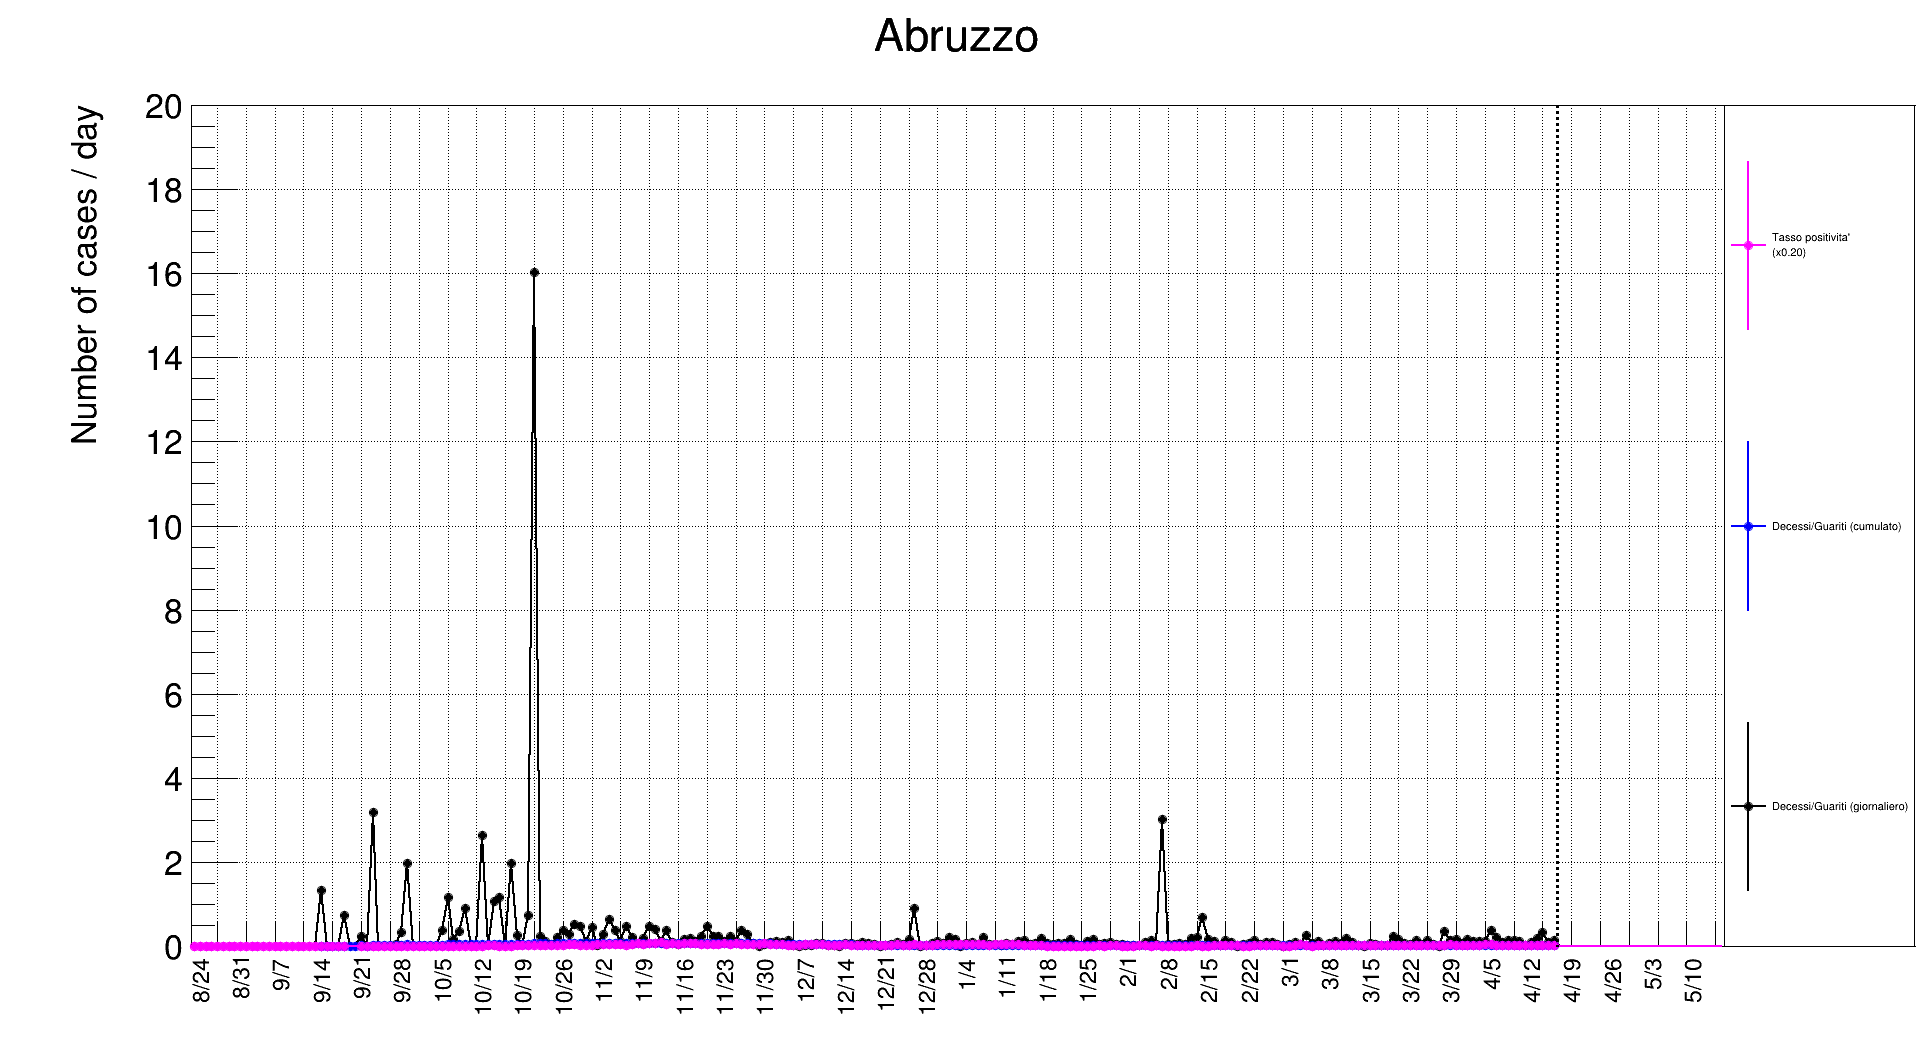 Abruzzo
Number of cases / day
20
18
16
14
12
10
8
6
4
2
0
8/24 8/31 9/7 9/14 9/21 9/28 10/5 10/12 10/19 10/26 11/2 11/9 11/16 11/23 11/30 12/7 12/14 12/21 12/28 1/4 1/11 1/18 1/25 2/1 2/8 2/15 2/22 3/1 3/8 3/15 3/22 3/29 4/5 4/12 4/19 4/26 5/3 5/10
Tasso positivita'
(x0.20)
Decessi/Guariti (cumulato)
Decessi/Guariti (giornaliero)